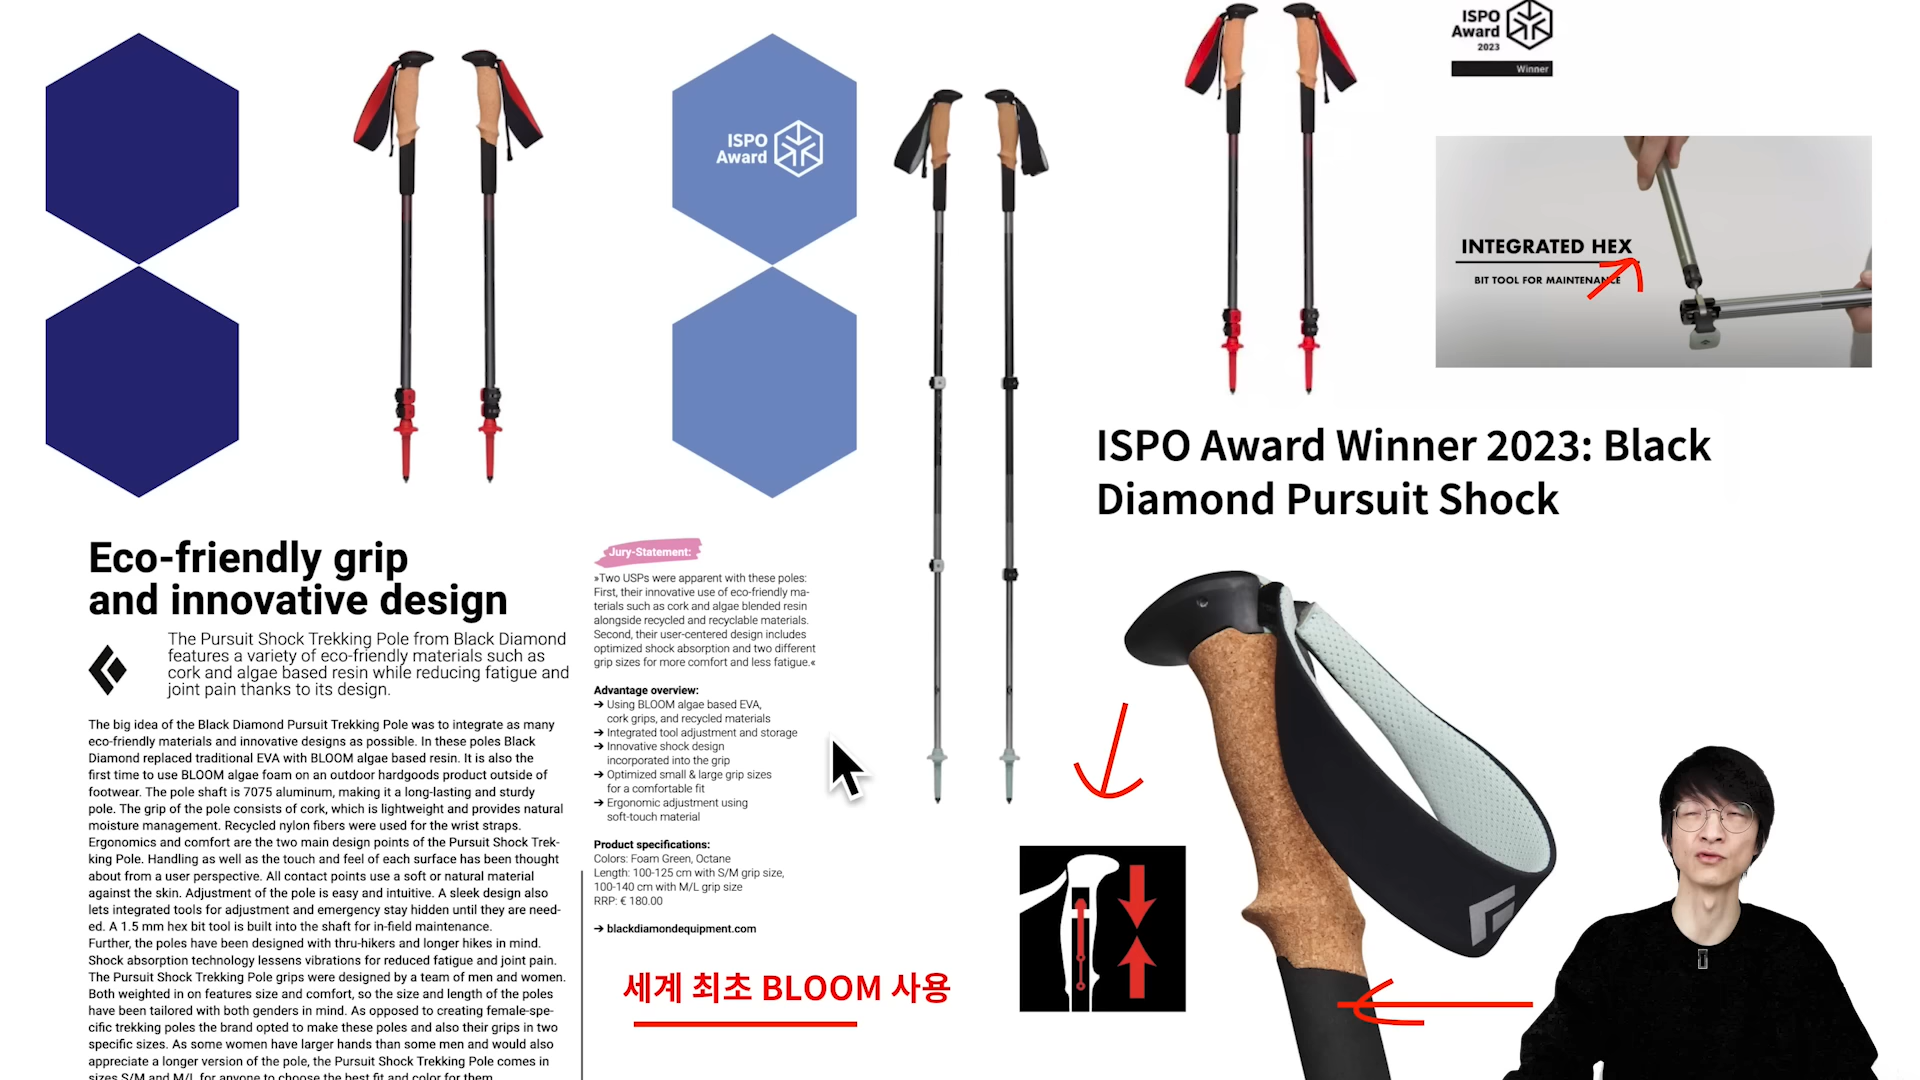 ISPO
Award
ISPO
Award
2023
Winner
INTEGRATED HEX
BIT TOOL FOR MAINTENANCE
ISPO Award Winner 2023: Black
Diamond Pursuit Shock
Eco-friendly grip
and innovative design
The Pursuit Shock Trekking Pole from Black Diamond
features a variety of eco-friendly materials such as
cork and algae based resin while reducing fatigue and
joint pain thanks to its design.
The big idea of the Black Diamond Pursuit Trekking Pole was to integrate as many
eco-friendly materials and innovative designs as possible. In these poles Black
Diamond replaced traditional EVA with BLOOM algae based resin. It is also the
first time to use BLOOM algae foam on an outdoor hardgoods product outside of
footwear. The pole shaft is 7075 aluminum, making it a long-lasting and sturdy
pole. The grip of the pole consists of cork, which is lightweight and provides natural
moisture management. Recycled nylon fibers were used for the wrist straps.
Ergonomics and comfort are the two main design points of the Pursuit Shock Trek-
king Pole. Handling as well as the touch and feel of each surface has been thought
about from a user perspective. All contact points use a soft or natural material
against the skin. Adjustment of the pole is easy and intuitive. A sleek design also
lets integrated tools for adjustment and emergency stay hidden until they are need-
ed. A 1.5 mm hex bit tool is built into the shaft for in-field maintenance.
Further, the poles have been designed with thru-hikers and longer hikes in mind.
Shock absorption technology lessens vibrations for reduced fatigue and joint pain.
The Pursuit Shock Trekking Pole grips were designed by a team of men and women.
Both weighted in on features size and comfort, so the size and length of the poles
have been tailored with both genders in mind. As opposed to creating female-spe-
cific trekking poles the brand opted to make these poles and also their grips in two
specific sizes. As some women have larger hands than some men and would also
appreciate a longer version of the pole, the Pursuit Shock Trekking Pole comes in
sizes S/M and M/L for anyone to choose the best fit and color for them.
Jury-Statement:
»Two USPs were apparent with these poles:
First, their innovative use of eco-friendly ma-
terials such as cork and algae blended resin
alongside recycled and recyclable materials.
Second, their user-centered design includes
optimized shock absorption and two different
grip sizes for more comfort and less fatigue.«
Advantage overview:
➔ Using BLOOM algae based EVA,
cork grips, and recycled materials
➔ Integrated tool adjustment and storage
➔ Innovative shock design
incorporated into the grip
➔ Optimized small & large grip sizes
for a comfortable fit
➔ Ergonomic adjustment using
soft-touch material
Product specifications:
Colors: Foam Green, Octane
Length: 100-125 cm with S/M grip size,
100-140 cm with M/L grip size
RRP: € 180.00
➔ blackdiamondequipment.com
세계 최초 BLOOM 사용